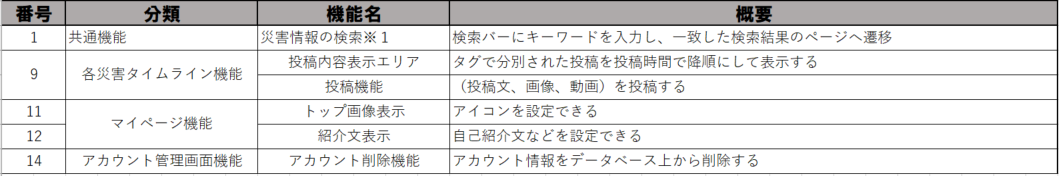 番号 分類 機能名 概要
1 共通機能 災害情報の検索※1 検索バーにキーワードを入力し、一致した検索結果のページへ遷移
9 各災害タイムライン機能 投稿内容表示エリア タグで分別された投稿を投稿時間で降順にして表示する
投稿機能 （投稿文、画像、動画）を投稿する
11 マイページ機能 トップ画像表示 アイコンを設定できる
12 紹介文表示 自己紹介文などを設定できる
14 アカウント管理画面機能 アカウント削除機能 アカウント情報をデータベース上から削除する